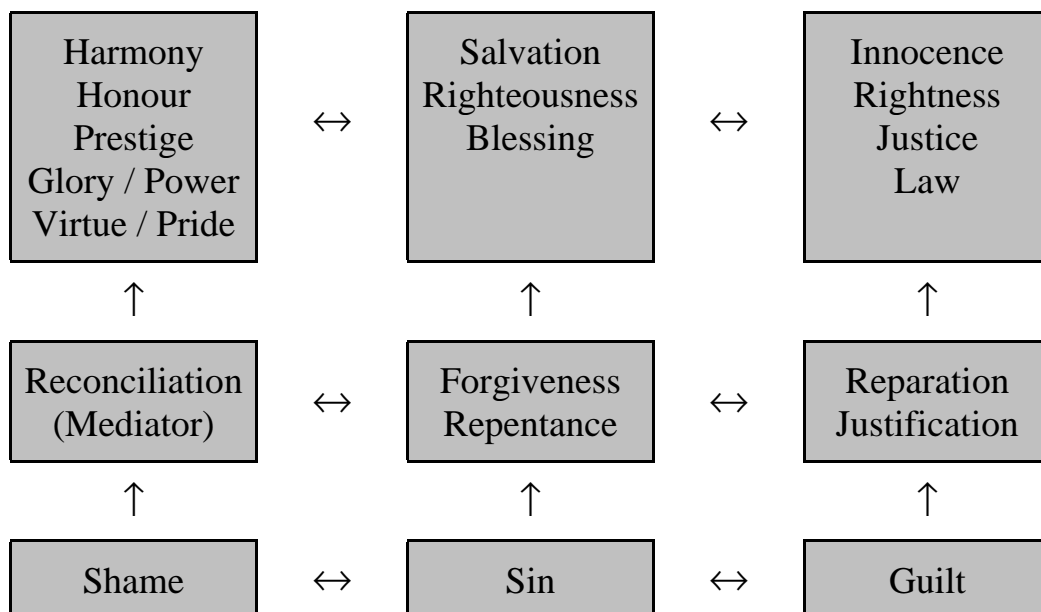 Harmony
Honour
Prestige
Glory / Power
Virtue / Pride
↔
Salvation
Righteousness
Blessing
↔
Innocence
Rightness
Justice
Law
↑ ↑ ↑
Reconciliation
(Mediator)
↔
Forgiveness
Repentance
↔
Reparation
Justification
↑ ↑ ↑
Shame ↔ Sin ↔ Guilt